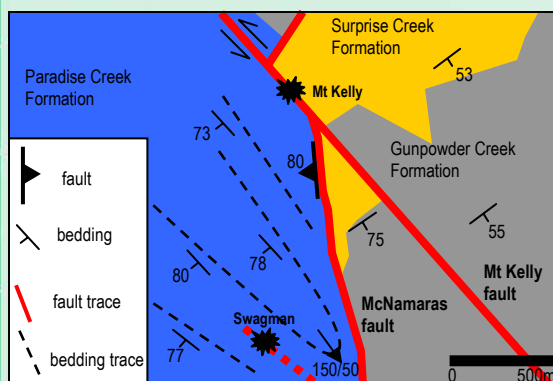 Surprise Creek
Formation
Paradise Creek
Formation
53
Mt Kelly
73
Gunpowder Creek
Formation
80
fault
bedding
75
55
78
80
Mt Kelly
fault
fault trace
McNamaras
fault
Swagman
77
bedding trace
150/50
0
500m